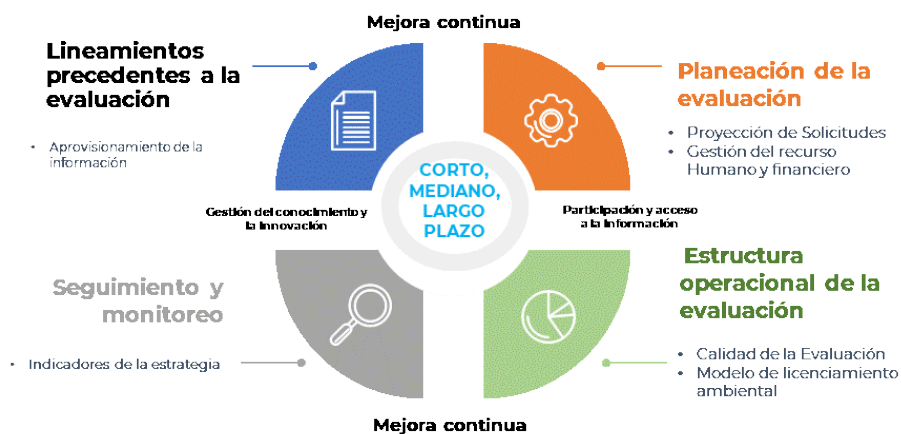 Mejora continua
Lineamientos
precedentes a la
evaluación
• Aprovisionamiento de la
información
Planeación de la
evaluación
• Proyección de Solicitudes
• Gestión del recurso
Humano y financiero
CORTO,
MEDIANO,
LARGO
PLAZO
Gestión del conocimiento y
la Innovación
Participación y acceso
a la Información
Seguimiento y
monitoreo
• Indicadores de la estrategia
Estructura
operacional de la
evaluación
• Calidad de la Evaluación
• Modelo de licenciamiento
ambiental
Mejora continua